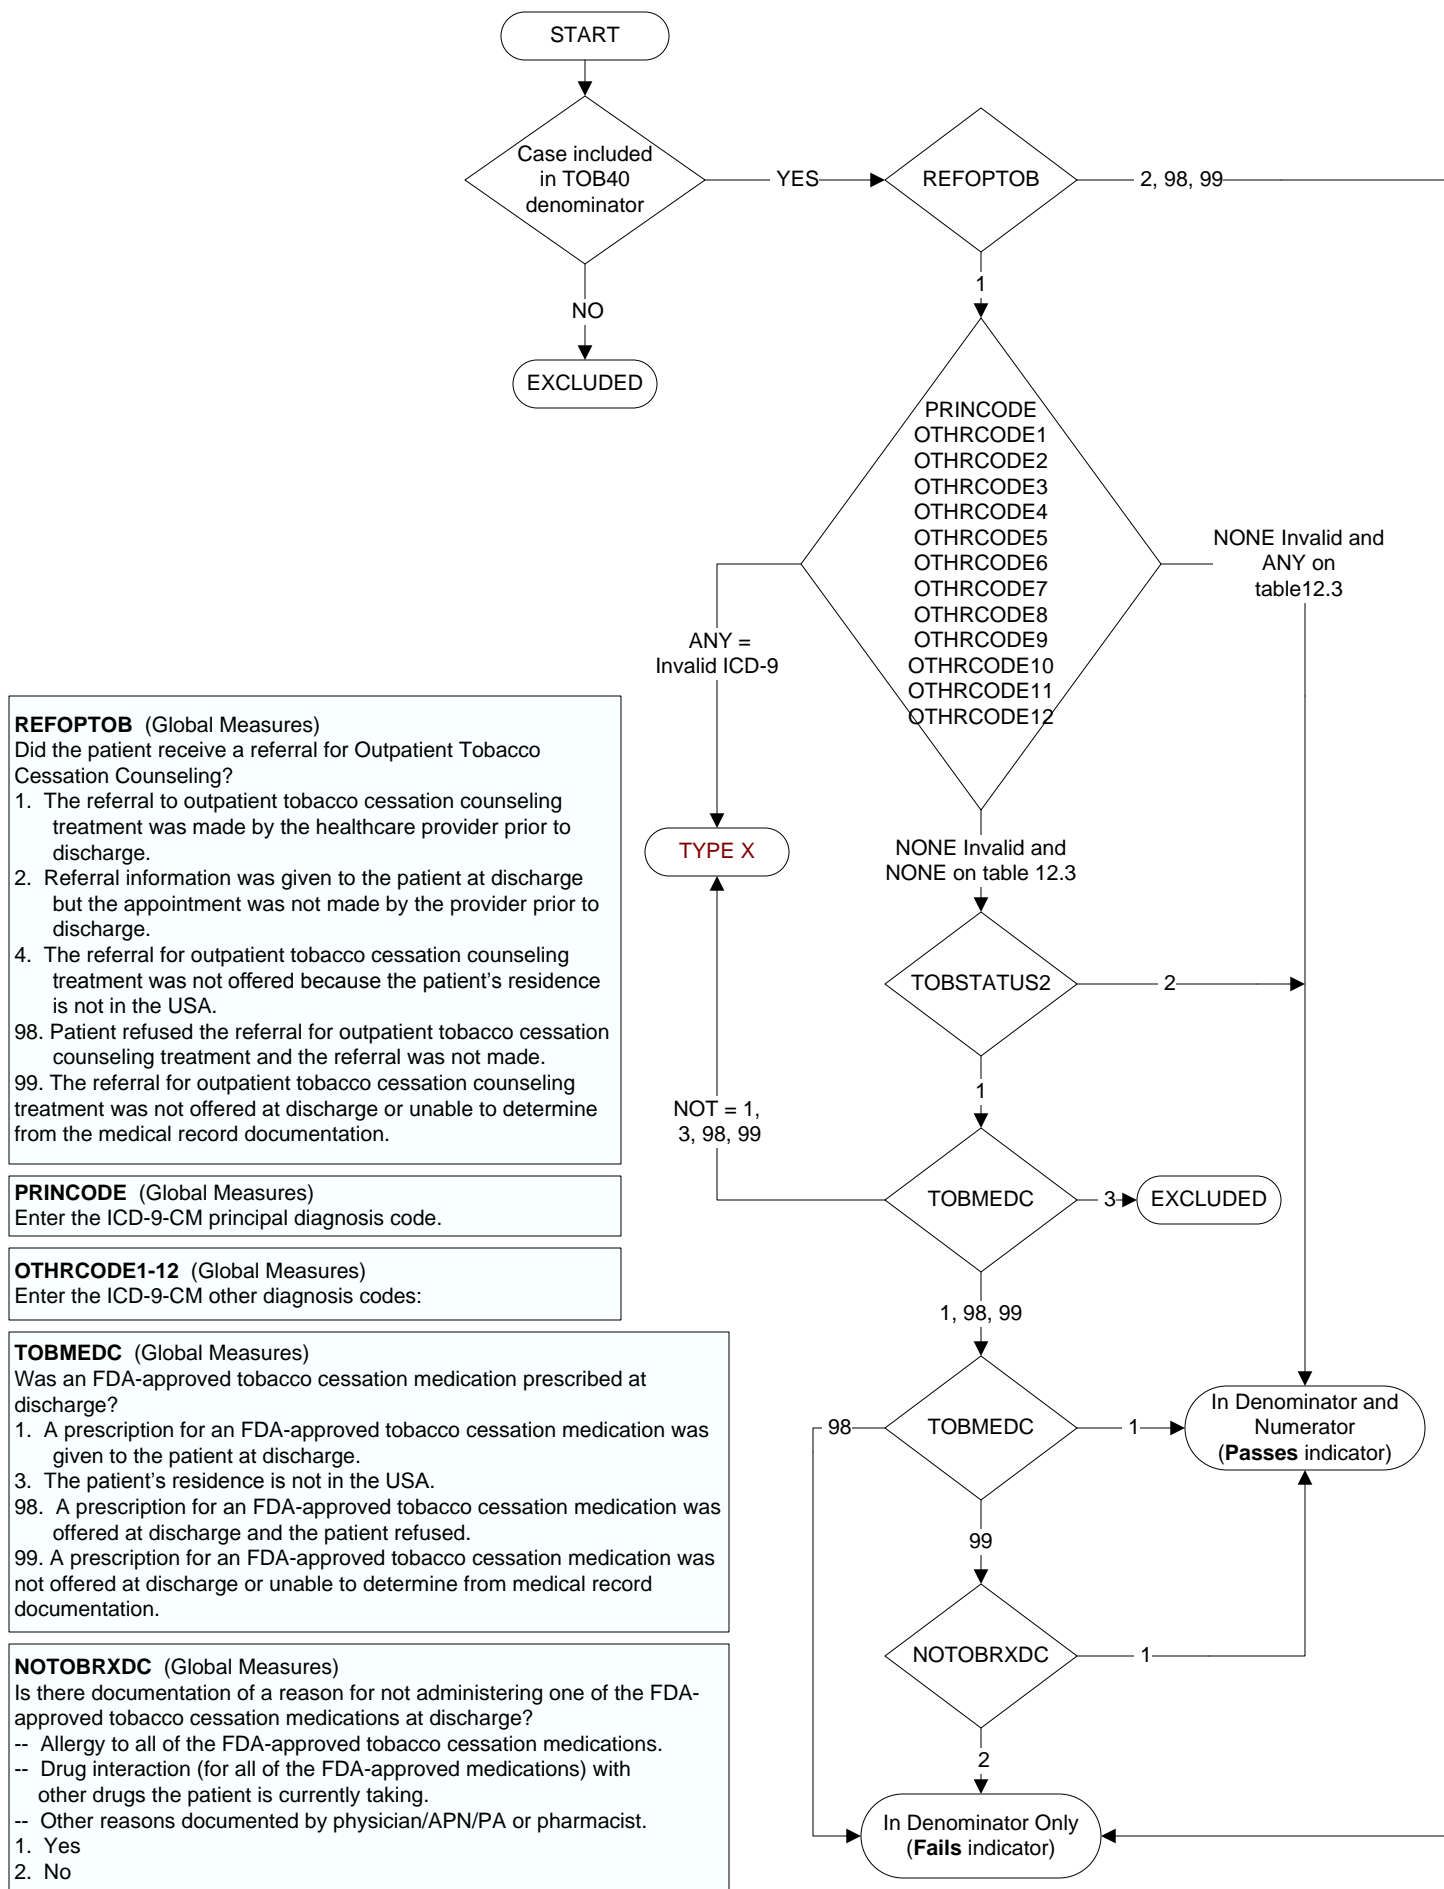 START
Case included
in TOB40
denominator
YES
REFOPTOB
2, 98, 99
NO
EXCLUDED
1
PRINCODE
OTHRCODE1
OTHRCODE2
OTHRCODE3
OTHRCODE4
OTHRCODE5
OTHRCODE6
OTHRCODE7
OTHRCODE8
OTHRCODE9
OTHRCODE10
OTHRCODE11
OTHRCODE12
NONE Invalid and
ANY on
table12.3
ANY =
Invalid ICD-9
TYPE X
NONE Invalid and
NONE on table 12.3
TOBSTATUS2
2
1
NOT = 1,
3, 98, 99
TOBMEDC
3
EXCLUDED
1, 98, 99
TOBMEDC
98
1
In Denominator and
Numerator
(Passes indicator)
99
NOTOBRXDC
1
2
In Denominator Only
(Fails indicator)
REFOPTOB (Global Measures)
Did the patient receive a referral for Outpatient Tobacco
Cessation Counseling?
1. The referral to outpatient tobacco cessation counseling
treatment was made by the healthcare provider prior to
discharge.
2. Referral information was given to the patient at discharge
but the appointment was not made by the provider prior to
discharge.
4. The referral for outpatient tobacco cessation counseling
treatment was not offered because the patient's residence
is not in the USA.
98. Patient refused the referral for outpatient tobacco cessation
counseling treatment and the referral was not made.
99. The referral for outpatient tobacco cessation counseling
treatment was not offered at discharge or unable to determine
from the medical record documentation.
PRINCODE (Global Measures)
Enter the ICD-9-CM principal diagnosis code.
OTHRCODE1-12 (Global Measures)
Enter the ICD-9-CM other diagnosis codes:
TOBMEDC (Global Measures)
Was an FDA-approved tobacco cessation medication prescribed at
discharge?
1. A prescription for an FDA-approved tobacco cessation medication was
given to the patient at discharge.
3. The patient's residence is not in the USA.
98. A prescription for an FDA-approved tobacco cessation medication was
offered at discharge and the patient refused.
99. A prescription for an FDA-approved tobacco cessation medication was
not offered at discharge or unable to determine from medical record
documentation.
NOTOBRXDC (Global Measures)
Is there documentation of a reason for not administering one of the FDA-
approved tobacco cessation medications at discharge?
-- Allergy to all of the FDA-approved tobacco cessation medications.
-- Drug interaction (for all of the FDA-approved medications) with
other drugs the patient is currently taking.
-- Other reasons documented by physician/APN/PA or pharmacist.
1. Yes
2. No